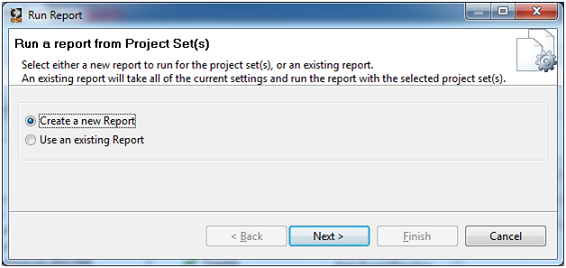 Run Report
Run a report from Project Set(s)
Select either a new report to run for the project set(s), or an existing report.
An existing report will take all of the current settings and run the report with the selected project set(s).
Create a new Report
Use an existing Report
< Back
Next >
Finish
Cancel